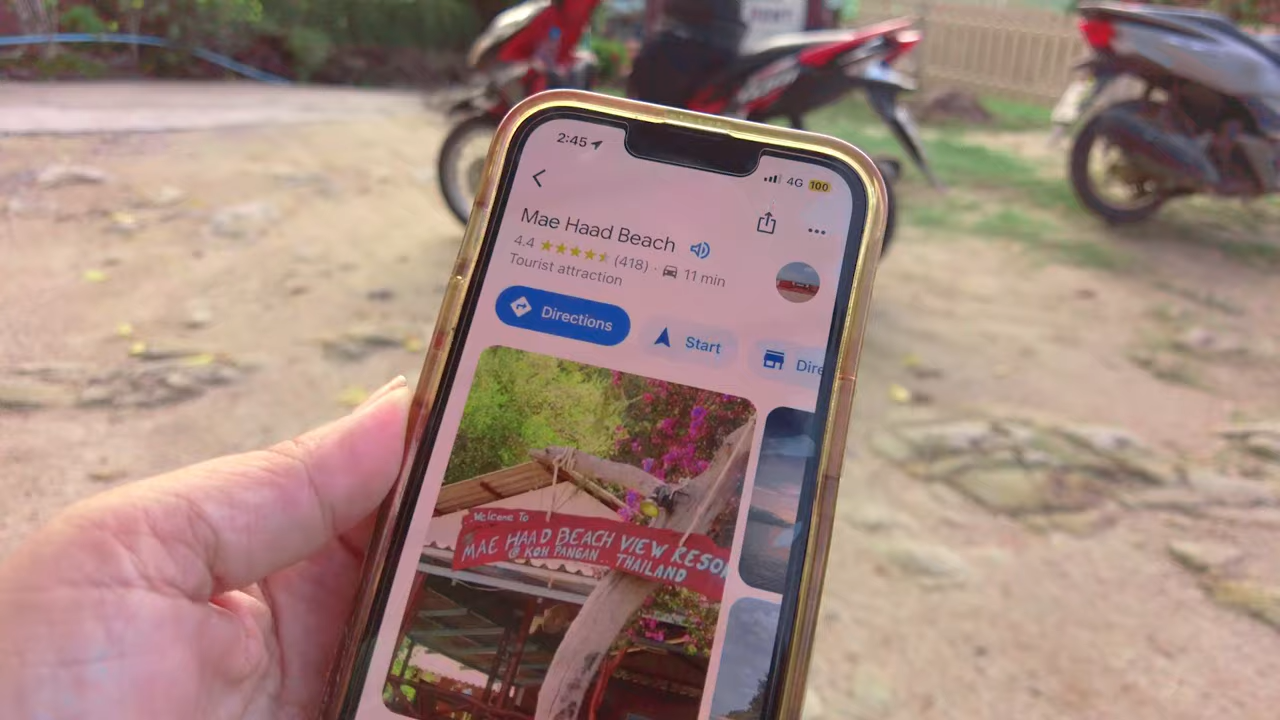 2:45
4G 100
Mae Haad Beach
4.4 (418) · 11 min
Tourist attraction
Directions
Start
Dire
Welcome To
MAE HAAD BEACH VIEW RESO
@ KOH PANGAN.. THAILAND